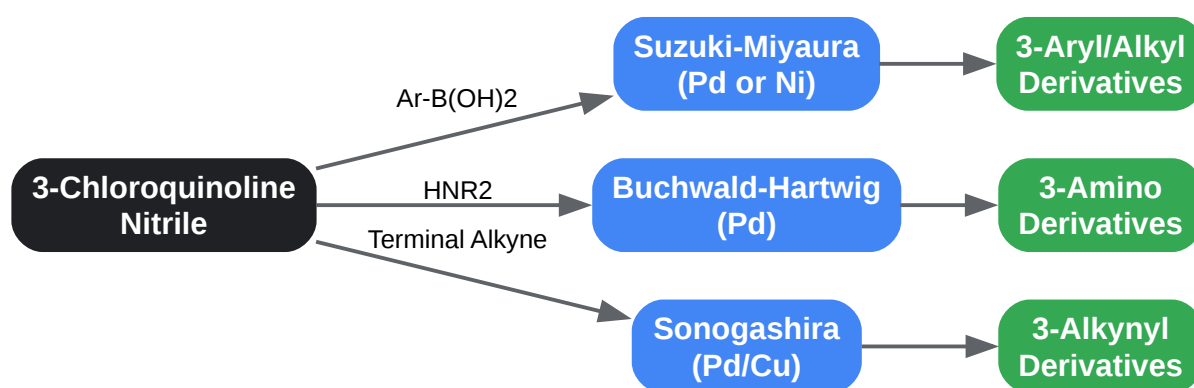 Suzuki-Miyaura
(Pd or Ni)
3-Aryl/Alkyl
Derivatives
Ar-B(OH)2
3-Chloroquinoline
Nitrile
HNR2
Buchwald-Hartwig
(Pd)
3-Amino
Derivatives
Terminal Alkyne
Sonogashira
(Pd/Cu)
3-Alkynyl
Derivatives